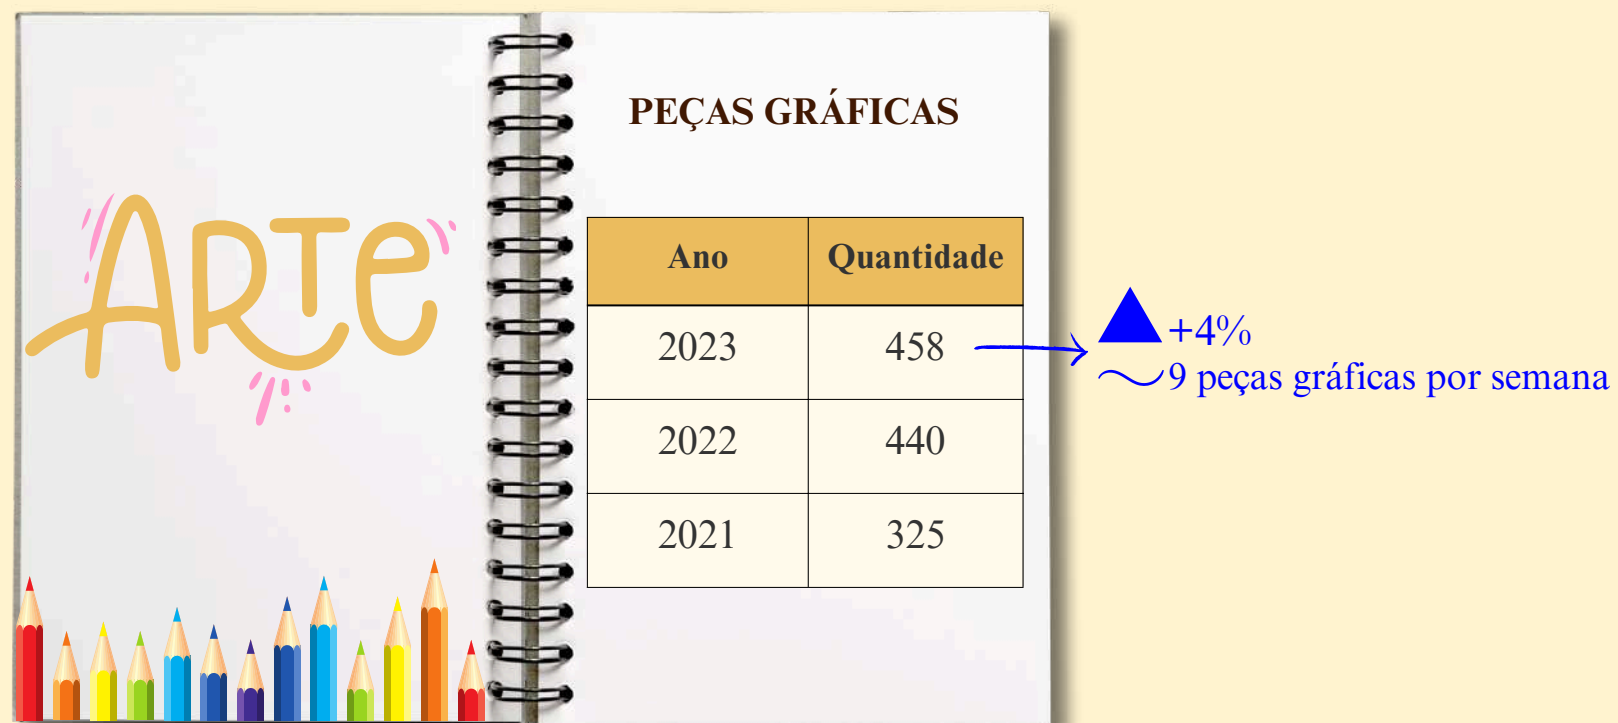 ARTe
PEÇAS GRÁFICAS
Ano Quantidade
2023 458
+4%
~9 peças gráficas por semana
2022 440
2021 325